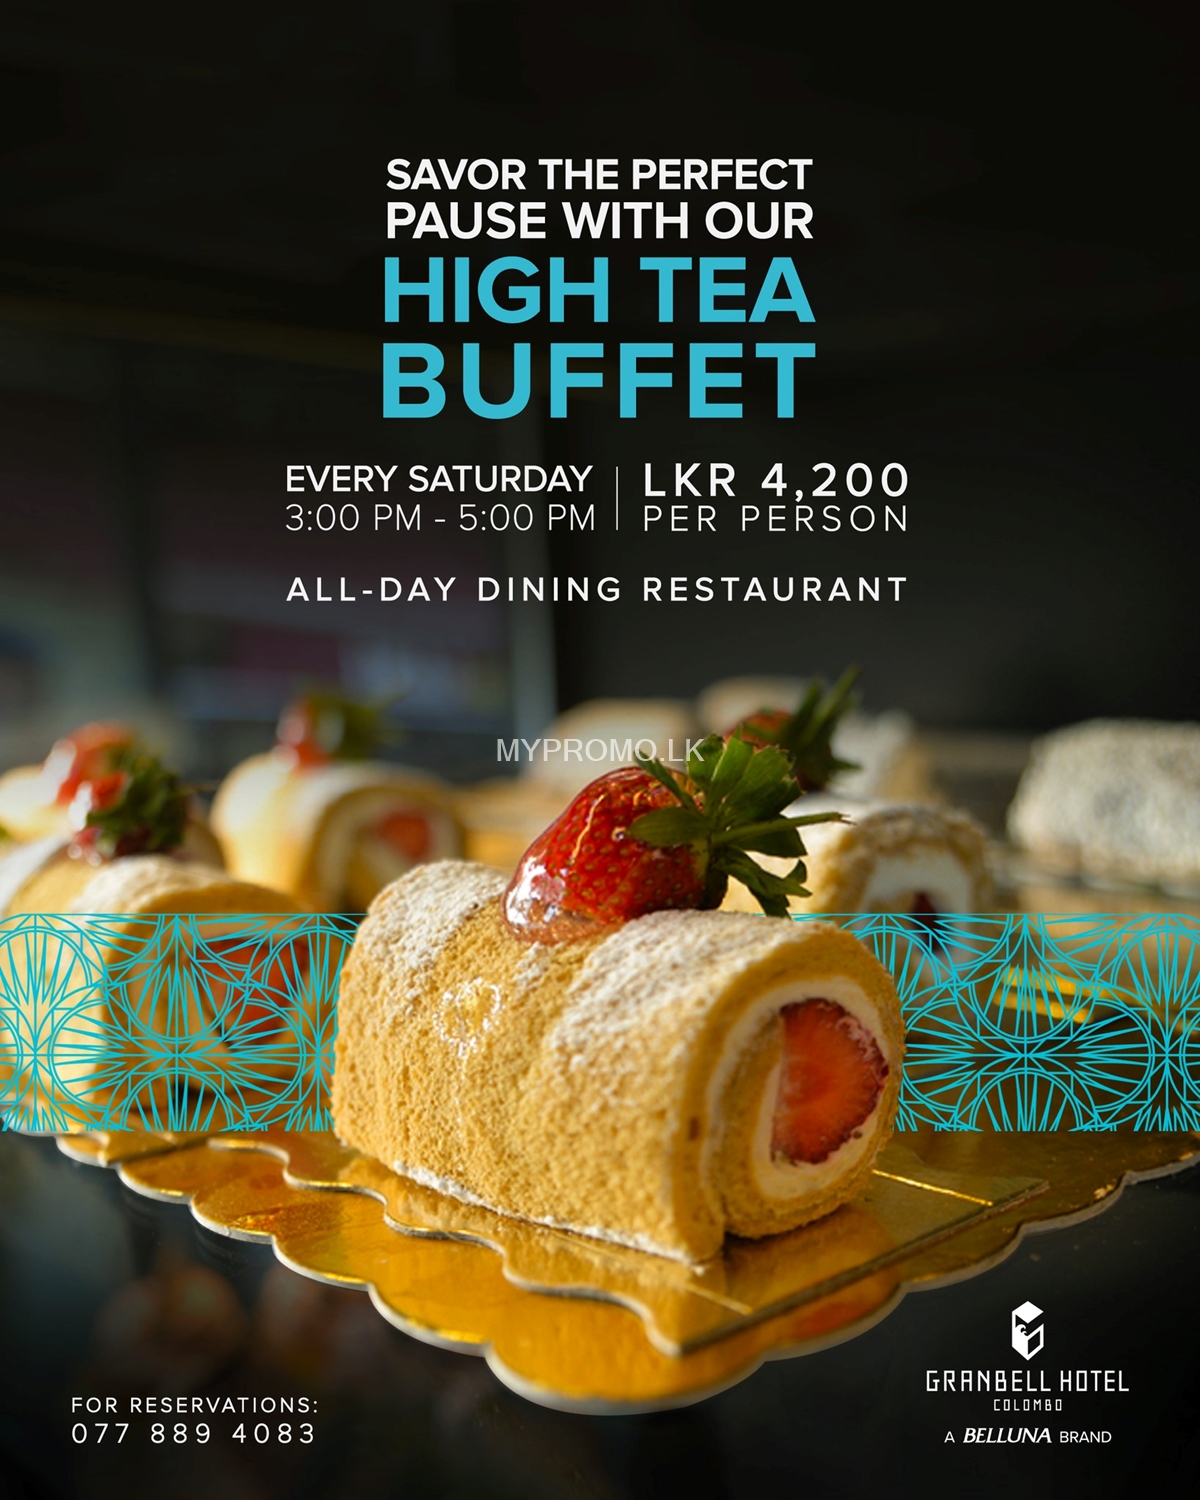 SAVOR THE PERFECT
PAUSE WITH OUR
HIGH TEA
BUFFET
EVERY SATURDAY
3:00 PM - 5:00 PM
LKR 4,200
PER PERSON
ALL-DAY DINING RESTAURANT
MYPROMO.LK
FOR RESERVATIONS:
077 889 4083
GRANBELL HOTEL
COLOMBO
A BELLUNA BRAND